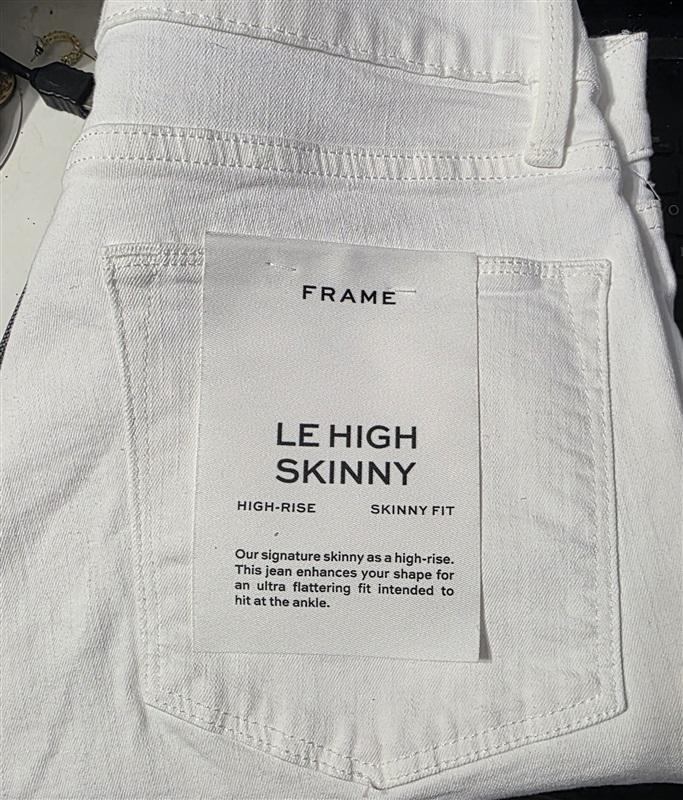 FRAME
LE HIGH
SKINNY
HIGH-RISE SKINNY FIT
Our signature skinny as a high-rise.
This jean enhances your shape for
an ultra flattering fit intended to
hit at the ankle.